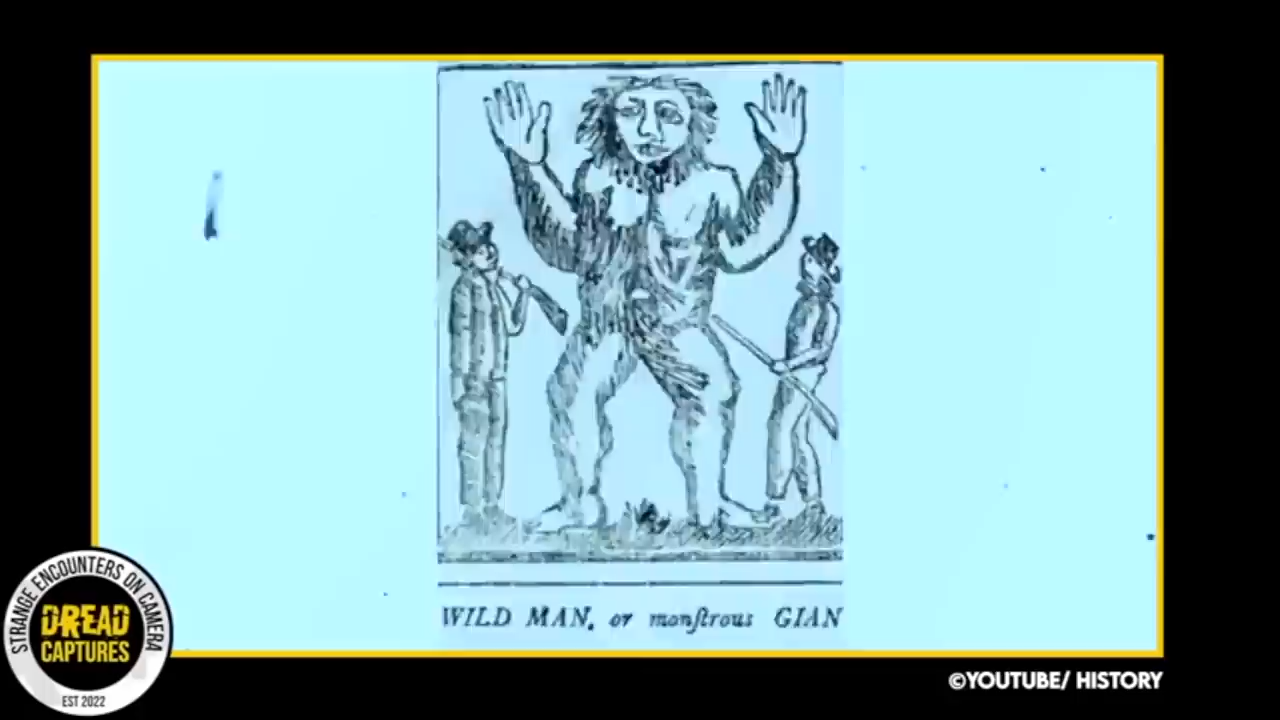 WILD MAN, or monſtrous GIAN
STRANGE ENCOUNTERS ON CAMERA
DREAD
CAPTURES
EST 2022
©YOUTUBE/ HISTORY